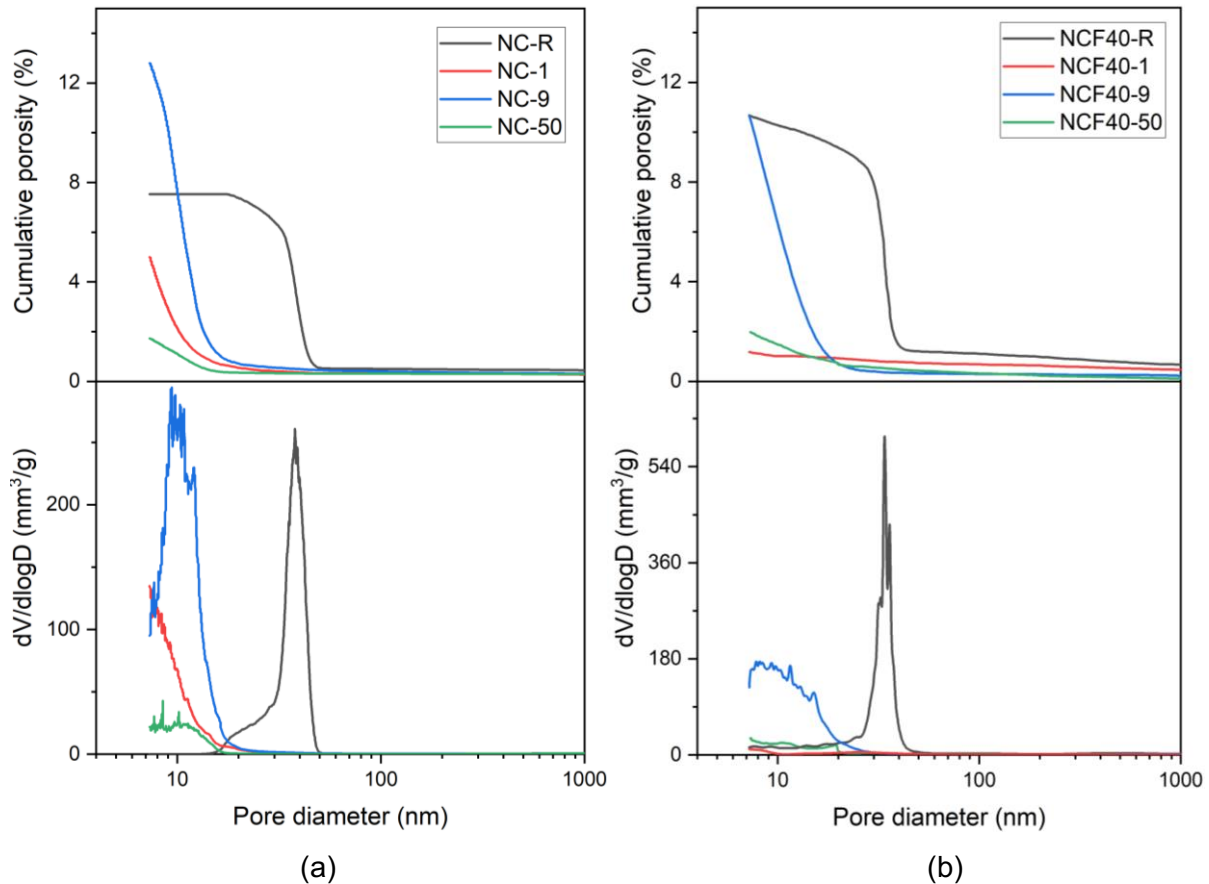 Cumulative porosity (%)
12
8
4
0
NC-R
NC-1
NC-9
NC-50
dV/dlogD (mm³/g)
200
100
0
10 100 1000
Pore diameter (nm)
(a)
Cumulative porosity (%)
12
8
4
0
NCF40-R
NCF40-1
NCF40-9
NCF40-50
dV/dlogD (mm³/g)
540
360
180
0
10 100 1000
Pore diameter (nm)
(b)